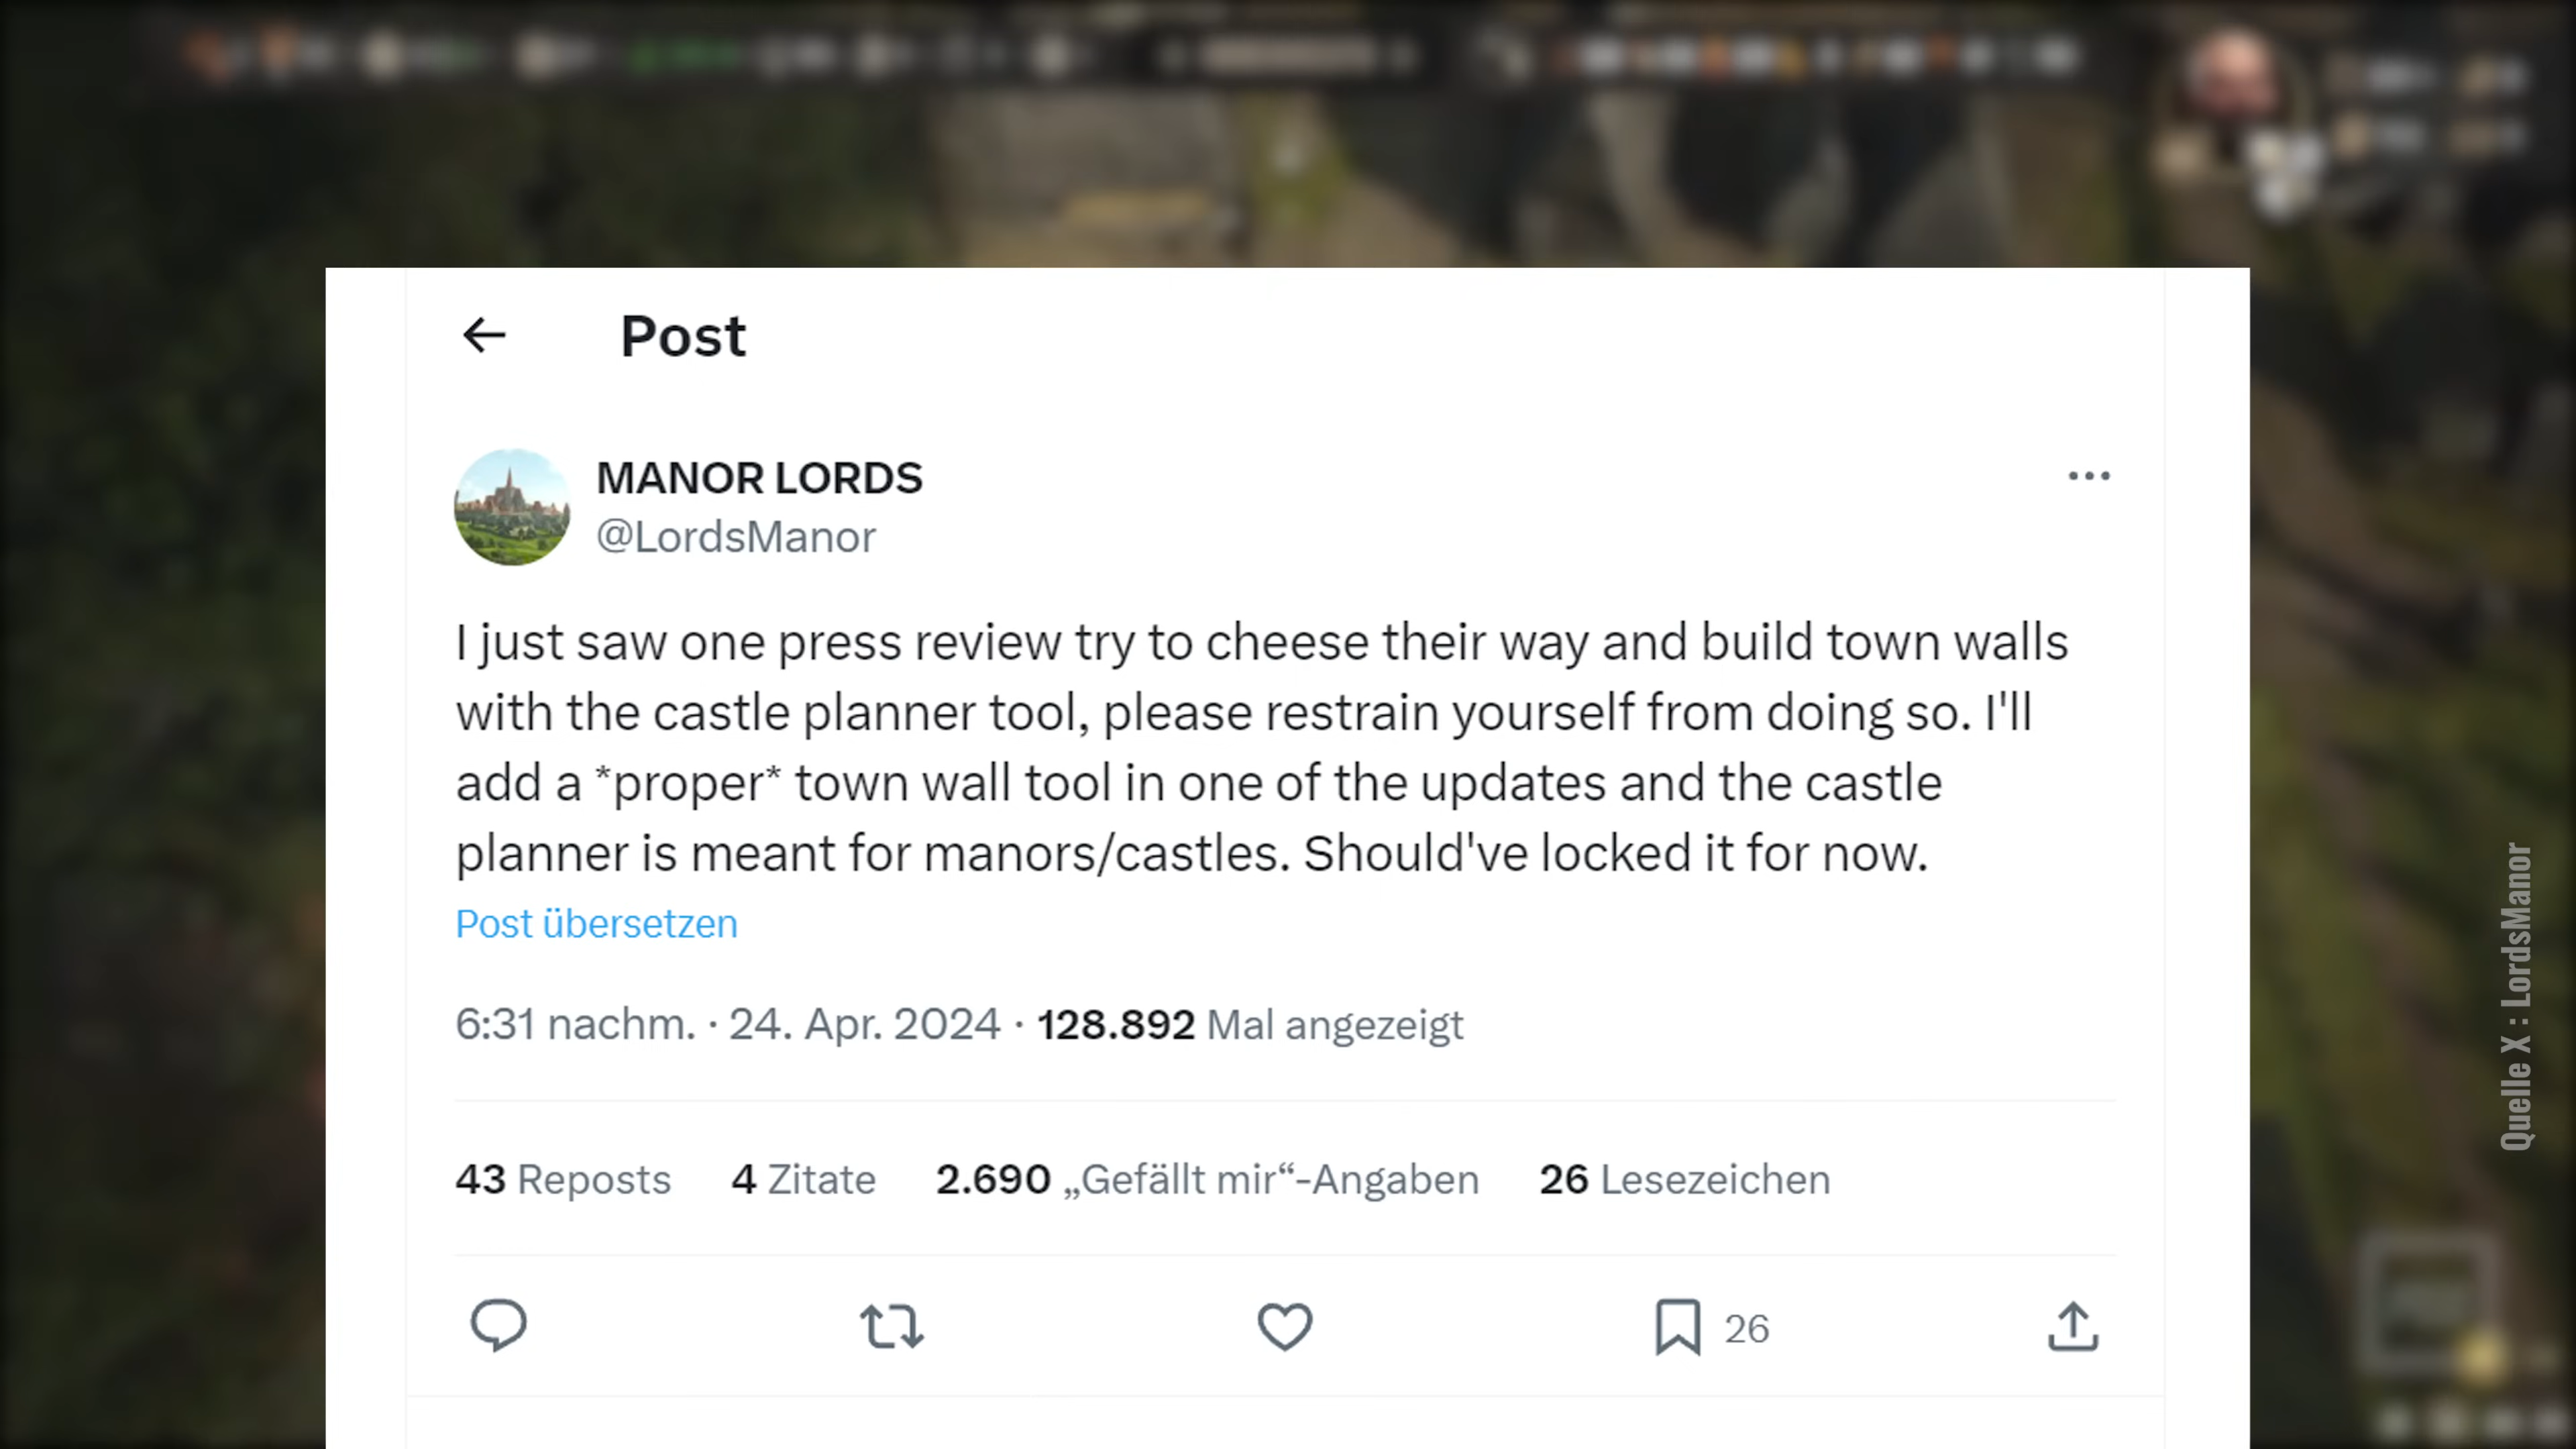 Post
MANOR LORDS
@LordsManor
I just saw one press review try to cheese their way and build town walls
with the castle planner tool, please restrain yourself from doing so. I'll
add a *proper* town wall tool in one of the updates and the castle
planner is meant for manors/castles. Should've locked it for now.
Post übersetzen
6:31 nachm. · 24. Apr. 2024 · 128.892 Mal angezeigt
43 Reposts 4 Zitate 2.690 „Gefällt mir“-Angaben 26 Lesezeichen
26
Quelle X : LordsManor